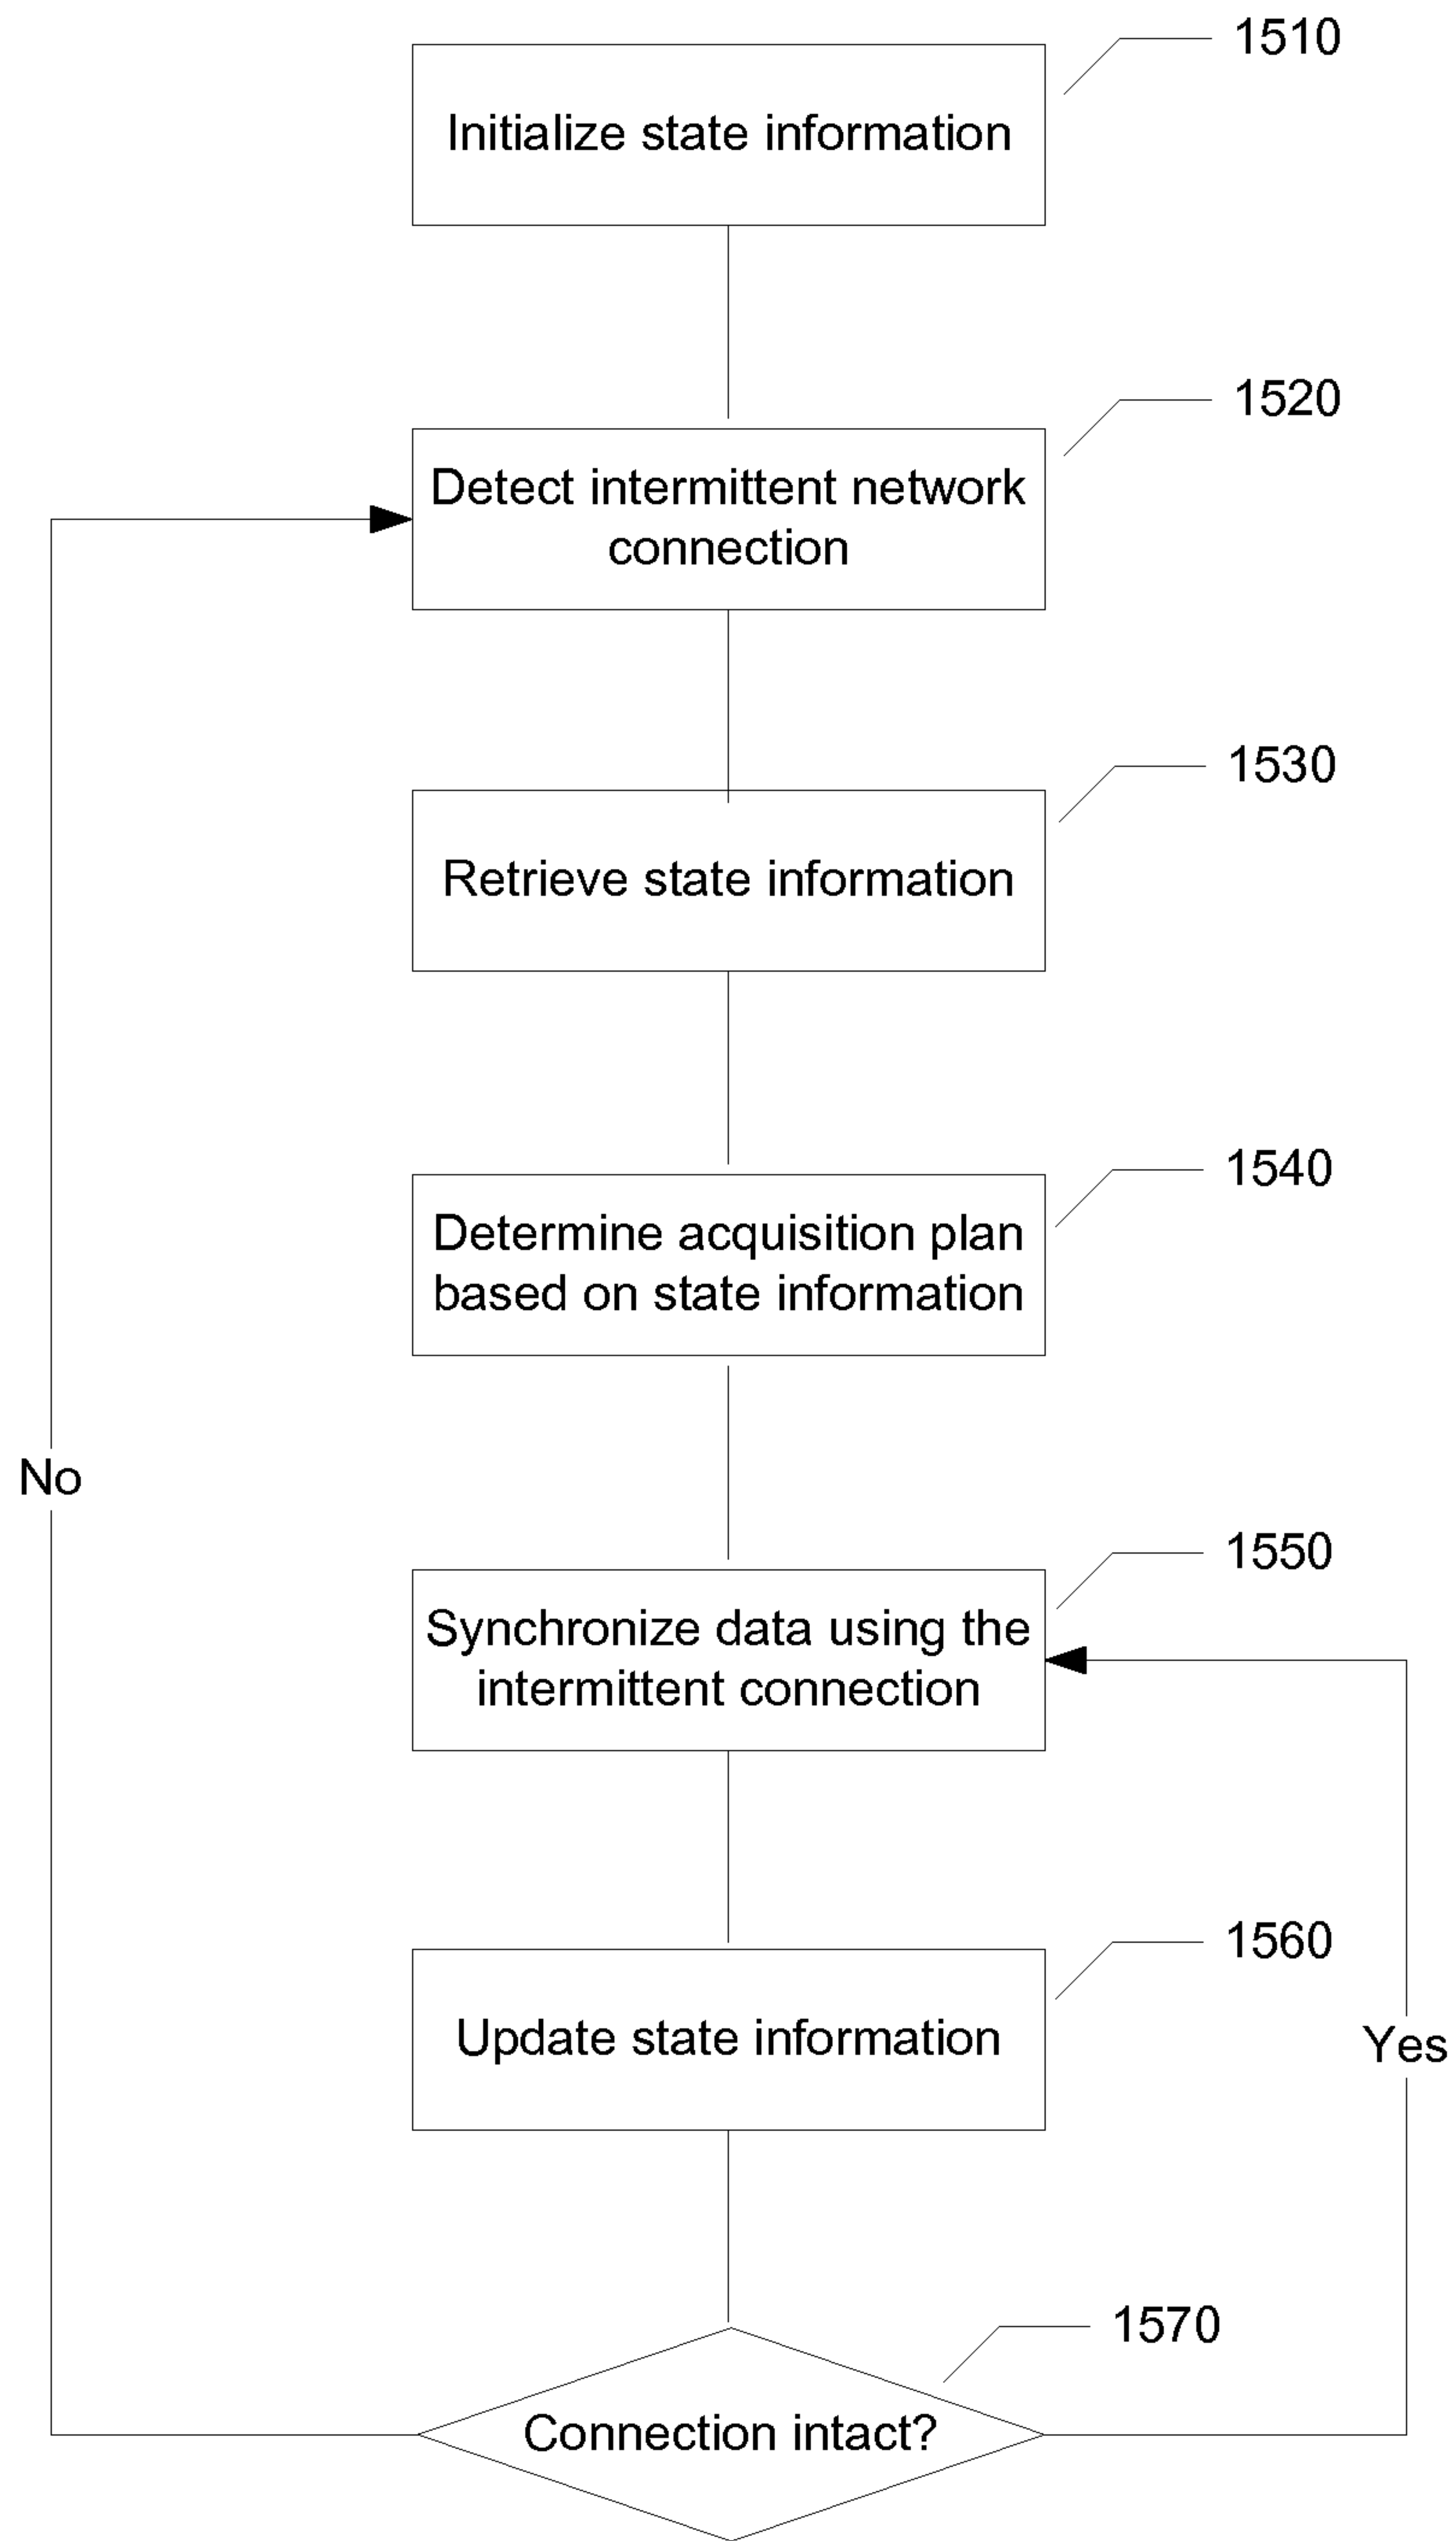 1510
Initialize state information
1520
Detect intermittent network
connection
1530
Retrieve state information
1540
Determine acquisition plan
based on state information
No
1550
Synchronize data using the
intermittent connection
1560
Update state information
Yes
1570
Connection intact?